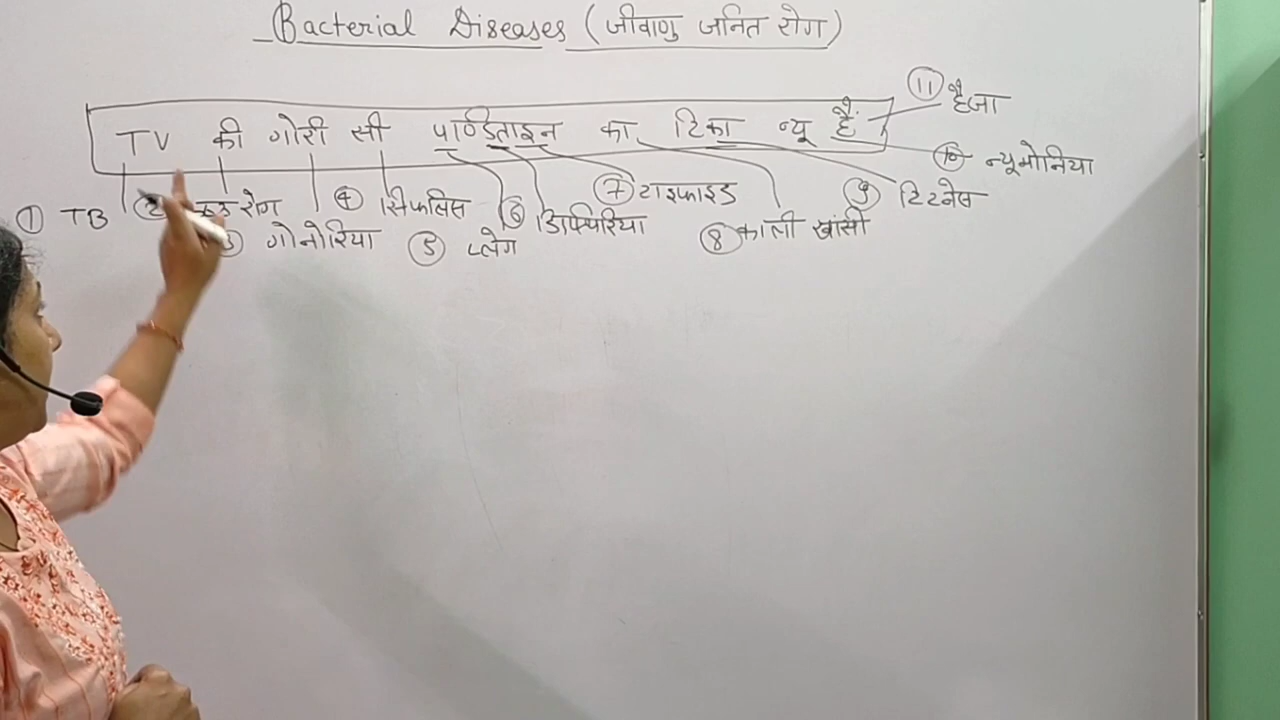 Bacterial Diseases (जीवाणु जनित रोग)
TV की गोरी सी पाण्डिताइन का टिका न्यू हैं
⑪ हैजा
⑩ न्यूमोनिया
① TB ② रोग ④ सिफलिस ⑥ डिफ्थिरिया ⑦ टाइफाइड ⑨ टिटनेस
③ गोनोरिया ⑤ प्लेग ⑧ काली खांसी